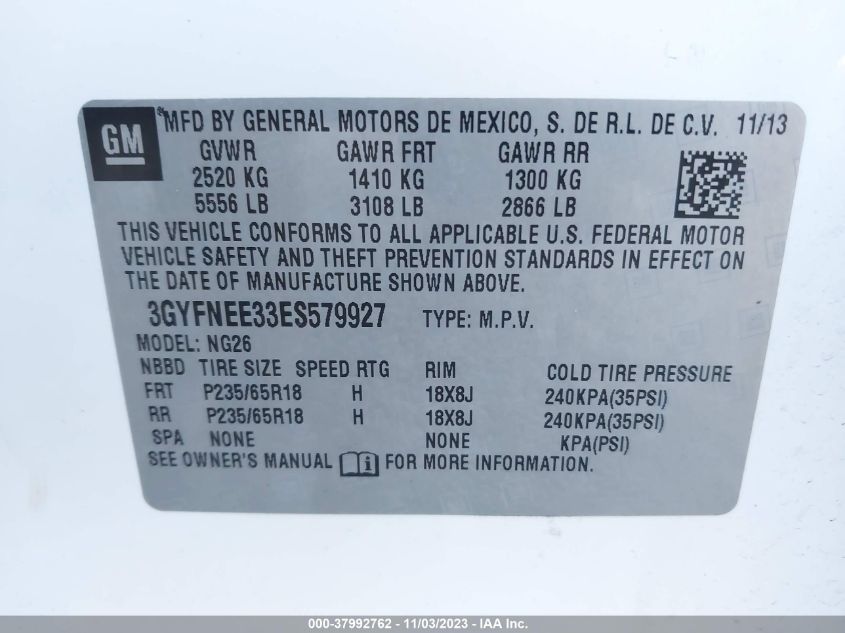 GM
MFD BY GENERAL MOTORS DE MEXICO, S. DE R.L. DE C.V. 11/13
GVWR GAWR FRT GAWR RR
2520 KG 1410 KG 1300 KG
5556 LB 3108 LB 2866 LB
THIS VEHICLE CONFORMS TO ALL APPLICABLE U.S. FEDERAL MOTOR
VEHICLE SAFETY AND THEFT PREVENTION STANDARDS IN EFFECT ON
THE DATE OF MANUFACTURE SHOWN ABOVE.
3GYFNEE33ES579927 TYPE: M.P.V.
MODEL: NG26
NBBD TIRE SIZE SPEED RTG RIM COLD TIRE PRESSURE
FRT P235/65R18 H 18X8J 240KPA(35PSI)
RR P235/65R18 H 18X8J 240KPA(35PSI)
SPA NONE NONE KPA(PSI)
SEE OWNER'S MANUAL FOR MORE INFORMATION.
000-37992762 - 11/03/2023 - IAAI.com